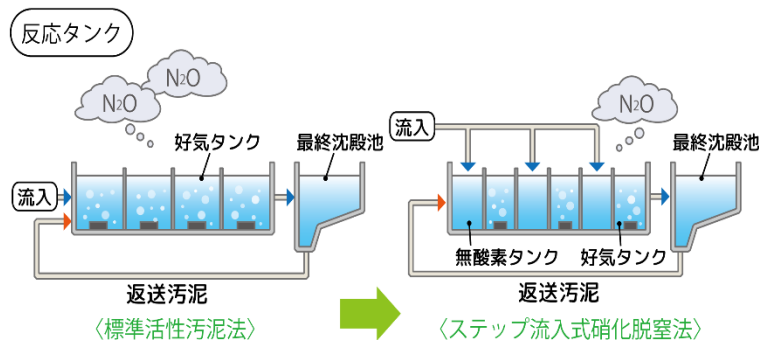 反応タンク
N2O
N2O
好気タンク
最終沈殿池
流入
返送汚泥
〈標準活性汚泥法〉
N2O
流入
最終沈殿池
無酸素タンク
好気タンク
返送汚泥
〈ステップ流入式硝化脱窒法〉